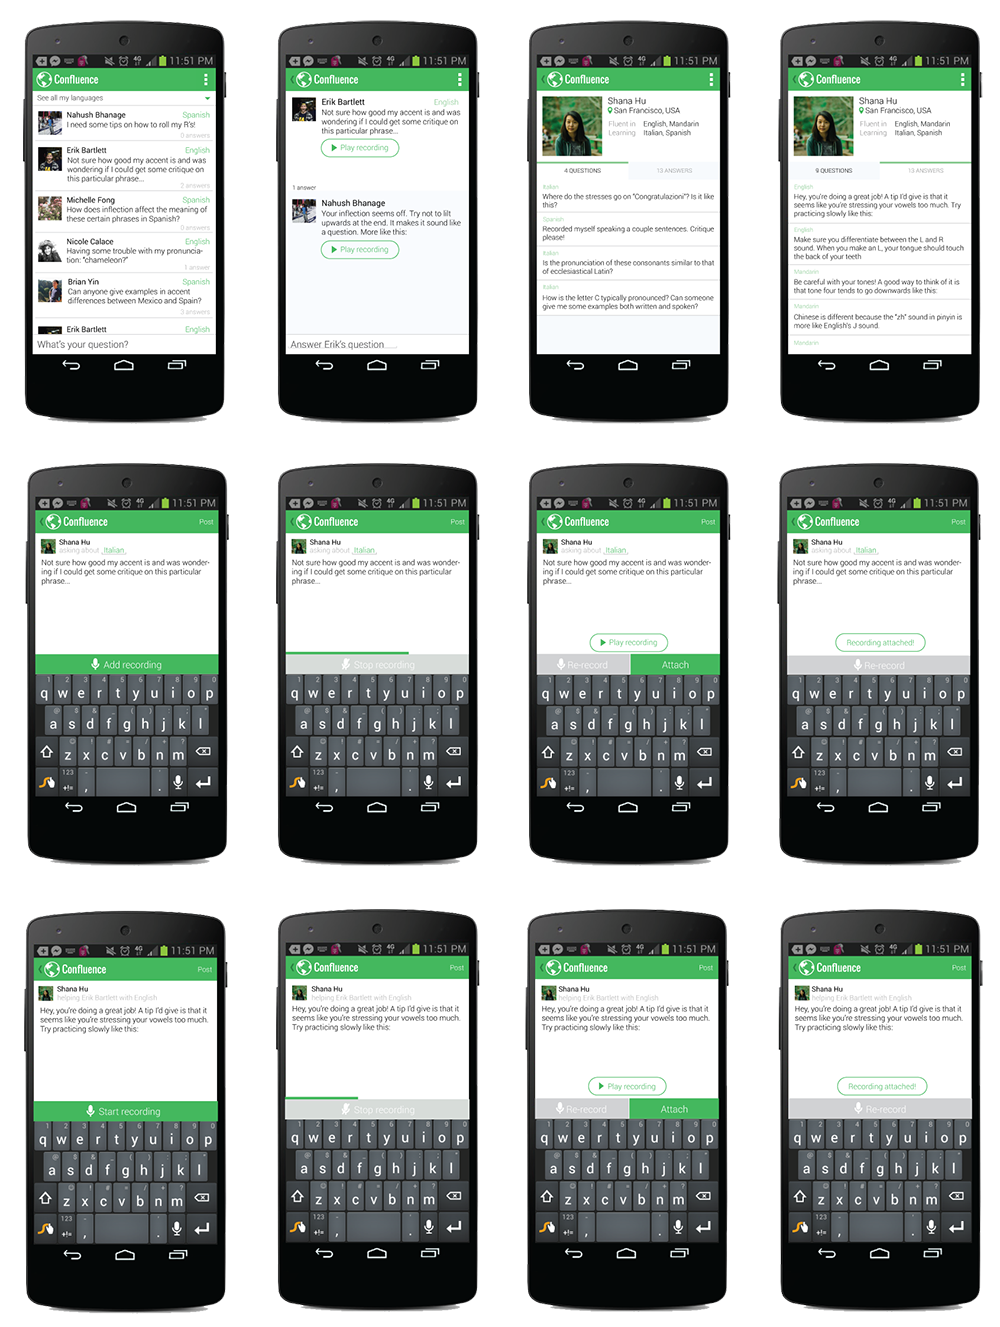 11:51 PM
Confluence
See all my languages
Nahush Bhanage Spanish
I need some tips on how to roll my R's!
0 answers
Erik Bartlett English
Not sure how good my accent is and was
wondering if I could get some critique of
this particular phrase...
2 answers
Michelle Fong Spanish
How does inflection affect the meaning of
these certain phrases in Spanish?
0 answers
Nicole Calace English
Having some trouble with my pronuncia-
tion: "chameleon?"
1 answer
Brian Yin Spanish
Can anyone give examples in accent
differences between Mexico and Spain?
3 answers
Erik Bartlett English
What's your question?
11:51 PM
Confluence
Erik Bartlett English
Not sure how good my accent is and was
wondering if I could get some critique on
this particular phrase...
Play recording
1 answer
Nahush Bhanage
Your inflection seems off. Try not to lilt
upwards at the end. It makes it sound like
a question. More like this:
Play recording
Answer Erik's question......
11:51 PM
Confluence
Shana Hu
San Francisco, USA
Fluent in English, Mandarin
Learning Italian, Spanish
4 QUESTIONS 13 ANSWERS
Italian
Where do the stresses go on "Congratulazioni"? Is it like
this?
Spanish
Recorded myself speaking a couple sentences. Critique
please!
Italian
Is the pronunciation of these consonants similar to that
of ecclesiastical Latin?
Italian
How is the letter C typically pronounced? Can someone
give me some examples both written and spoken?
11:51 PM
Confluence
Shana Hu
San Francisco, USA
Fluent in English, Mandarin
Learning Italian, Spanish
9 QUESTIONS 13 ANSWERS
English
Hey, you're doing a great job! A tip I'd give is that it
seems like you're stressing your vowels too much. Try
practicing slowly like this:
English
Make sure you differentiate between the L and R
sound. When you make an L, your tongue should touch
the back of your teeth
Mandarin
Be careful with your tones! A good way to think of it is
that tone four tends to go downwards like this:
Mandarin
Chinese is different because the "zh" sound in pinyin is
more like English's J sound.
Mandarin
4G 11:51 PM
Confluence Post
Shana Hu
asking about Italian
Not sure how good my accent is and was wonder-
ing if I could get some critique on this particular
phrase...
Add recording
q w e r t y u i o p
a s d f g h j k l
z x c v b n m
123
4G 11:51 PM
Confluence
Shana Hu
asking about Italian
Not sure how good my accent is and was wonder-
ing if I could get some critique on this particular
phrase...
Stop recording
q w e r t y u i o p
a s d f g h j k l
z x c v b n m
123
4G 11:51 PM
Confluence Post
Shana Hu
asking about Italian
Not sure how good my accent is and was wonder-
ing if I could get some critique on this particular
phrase...
Play recording
Re-record Attach
q w e r t y u i o p
a s d f g h j k l
z x c v b n m
123
4G 11:51 PM
Confluence Post
Shana Hu
asking about Italian
Not sure how good my accent is and was wonder-
ing if I could get some critique on this particular
phrase...
Recording attached!
Re-record
q w e r t y u i o p
a s d f g h j k l
z x c v b n m
123
4G 11:51 PM
Confluence Post
Shana Hu
helping Erik Bartlett with English
Hey, you're doing a great job! A tip I'd give is that it
seems like you're stressing your vowels too much.
Try practicing slowly like this:
Start recording
q w e r t y u i o p
a s d f g h j k l
z x c v b n m
123
4G 11:51 PM
Confluence Post
Shana Hu
helping Erik Bartlett with English
Hey, you're doing a great job! A tip I'd give is that it
seems like you're stressing your vowels too much.
Try practicing slowly like this:
Stop recording
q w e r t y u i o p
a s d f g h j k l
z x c v b n m
123
4G 11:51 PM
Confluence Post
Shana Hu
helping Erik Bartlett with English
Hey, you're doing a great job! A tip I'd give is that it
seems like you're stressing your vowels too much.
Try practicing slowly like this:
Play recording
Re-record Attach
q w e r t y u i o p
a s d f g h j k l
z x c v b n m
123
4G 11:51 PM
Confluence Post
Shana Hu
helping Erik Bartlett with English
Hey, you're doing a great job! A tip I'd give is that it
seems like you're stressing your vowels too much.
Try practicing slowly like this:
Recording attached!
Re-record
q w e r t y u i o p
a s d f g h j k l
z x c v b n m
123